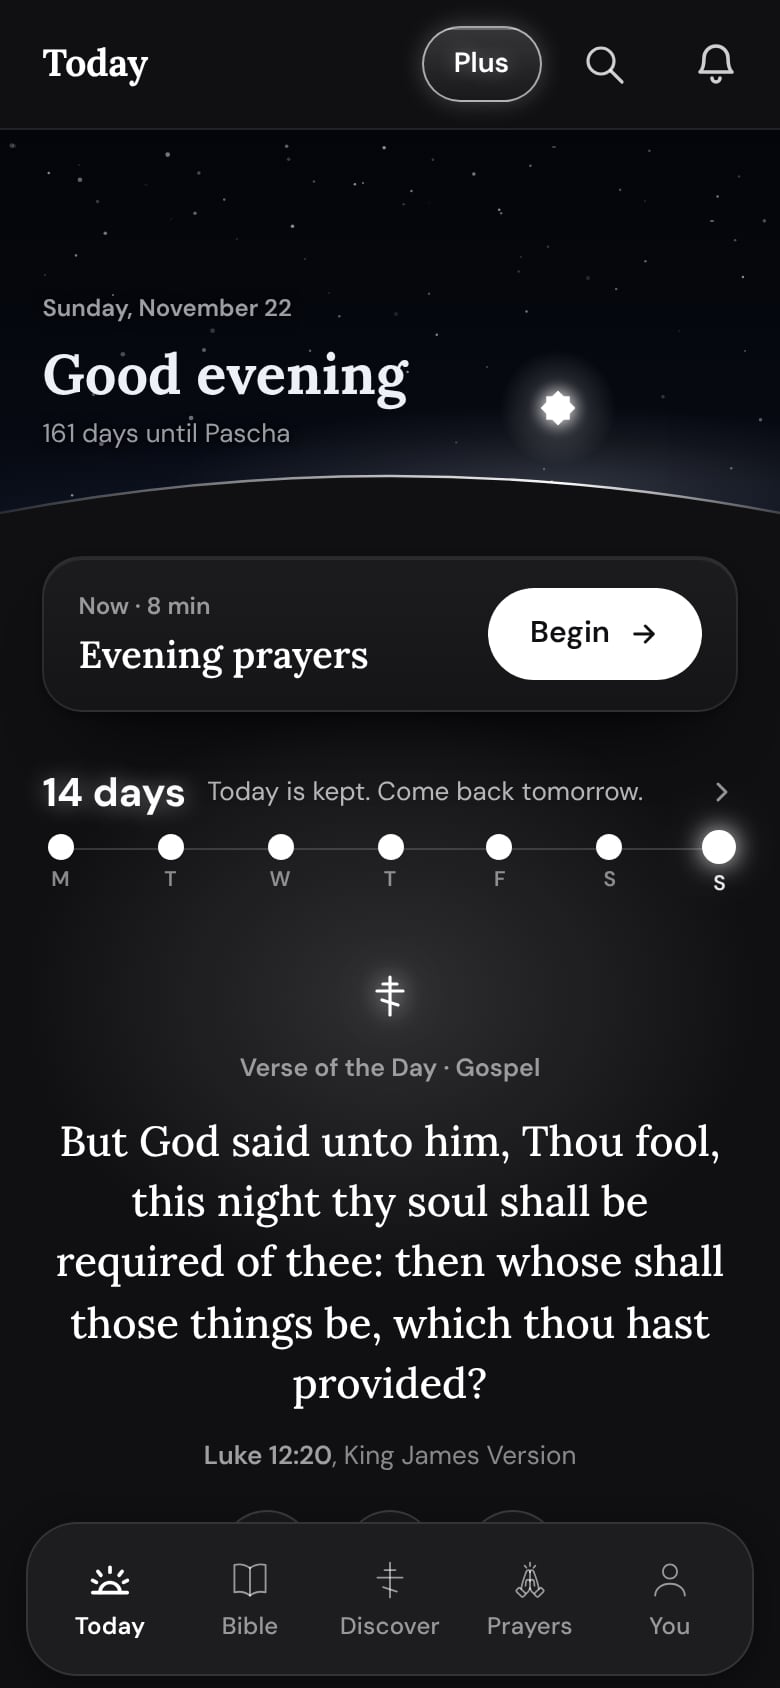 Today
Plus
Sunday, November 22
Good evening
161 days until Pascha
Now · 8 min
Evening prayers
Begin
14 days
Today is kept. Come back tomorrow.
M
T
W
T
F
S
S
Verse of the Day · Gospel
But God said unto him, Thou fool,
this night thy soul shall be
required of thee: then whose shall
those things be, which thou hast
provided?
Luke 12:20, King James Version
Today
Bible
Discover
Prayers
You